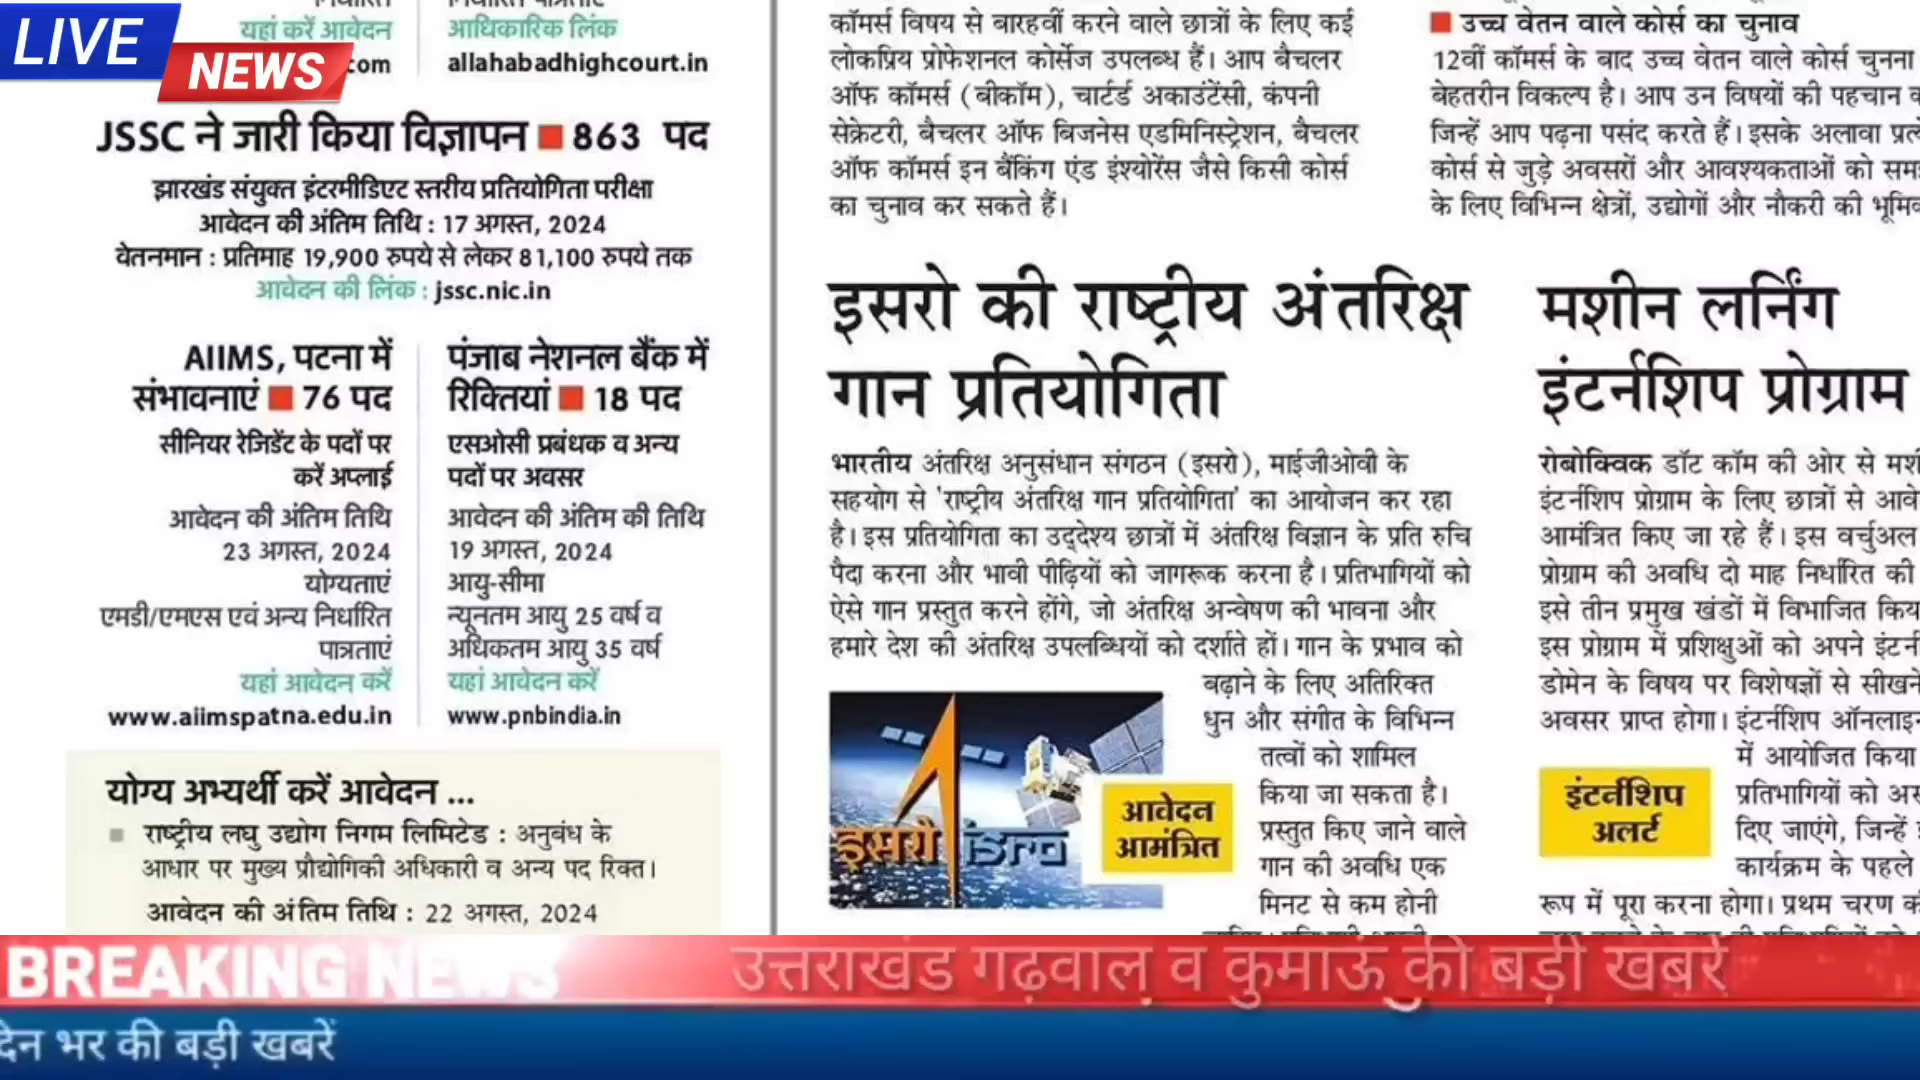 LIVE
NEWS
यहां करें आवेदन
.com
आधिकारिक लिंक
allahabadhighcourt.in
JSSC ने जारी किया विज्ञापन 863 पद
झारखंड संयुक्त इंटरमीडिएट स्तरीय प्रतियोगिता परीक्षा
आवेदन की अंतिम तिथि : 17 अगस्त, 2024
वेतनमान : प्रतिमाह 19,900 रुपये से लेकर 81,100 रुपये तक
आवेदन की लिंक : jssc.nic.in
AIIMS, पटना में
संभावनाएं 76 पद
सीनियर रेजिडेंट के पदों पर
करें अप्लाई
आवेदन की अंतिम तिथि
23 अगस्त, 2024
योग्यताएं
एमडी/एमएस एवं अन्य निर्धारित
पात्रताएं
यहां आवेदन करें
www.aiimspatna.edu.in
पंजाब नेशनल बैंक में
रिक्तियां 18 पद
एसओसी प्रबंधक व अन्य
पदों पर अवसर
आवेदन की अंतिम की तिथि
19 अगस्त, 2024
आयु-सीमा
न्यूनतम आयु 25 वर्ष व
अधिकतम आयु 35 वर्ष
यहां आवेदन करें
www.pnbindia.in
योग्य अभ्यर्थी करें आवेदन ...
राष्ट्रीय लघु उद्योग निगम लिमिटेड : अनुबंध के
आधार पर मुख्य प्रौद्योगिकी अधिकारी व अन्य पद रिक्त।
आवेदन की अंतिम तिथि : 22 अगस्त, 2024
कॉमर्स विषय से बारहवीं करने वाले छात्रों के लिए कई
लोकप्रिय प्रोफेशनल कोर्सेज उपलब्ध हैं। आप बैचलर
ऑफ कॉमर्स (बीकॉम), चार्टर्ड अकाउंटेंसी, कंपनी
सेक्रेटरी, बैचलर ऑफ बिजनेस एडमिनिस्ट्रेशन, बैचलर
ऑफ कॉमर्स इन बैंकिंग एंड इंश्योरेंस जैसे किसी कोर्स
का चुनाव कर सकते हैं।
उच्च वेतन वाले कोर्स का चुनाव
12वीं कॉमर्स के बाद उच्च वेतन वाले कोर्स चुनना
बेहतरीन विकल्प है। आप उन विषयों की पहचान
जिन्हें आप पढ़ना पसंद करते हैं। इसके अलावा
कोर्स से जुड़े अवसरों और आवश्यकताओं को
के लिए विभिन्न क्षेत्रों, उद्योगों और नौकरी की
इसरो की राष्ट्रीय अंतरिक्ष
गान प्रतियोगिता
भारतीय अंतरिक्ष अनुसंधान संगठन (इसरो), माईजीओवी के
सहयोग से 'राष्ट्रीय अंतरिक्ष गान प्रतियोगिता' का आयोजन कर रहा
है। इस प्रतियोगिता का उद्देश्य छात्रों में अंतरिक्ष विज्ञान के प्रति रुचि
पैदा करना और भावी पीढ़ियों को जागरूक करना है। प्रतिभागियों को
ऐसे गान प्रस्तुत करने होंगे, जो अंतरिक्ष अन्वेषण की भावना और
हमारे देश की अंतरिक्ष उपलब्धियों को दर्शाते हों। गान के प्रभाव को
बढ़ाने के लिए अतिरिक्त
धुन और संगीत के विभिन्न
तत्वों को शामिल
किया जा सकता है।
प्रस्तुत किए जाने वाले
गान की अवधि एक
मिनट से कम होनी
इसरो isro
आवेदन
आमंत्रित
मशीन लर्निंग
इंटर्नशिप प्रोग्राम
रोबोक्विक डॉट कॉम की ओर से
इंटर्नशिप प्रोग्राम के लिए छात्रों से
आमंत्रित किए जा रहे हैं। इस वर्चुअल
प्रोग्राम की अवधि दो माह निर्धारित की
इसे तीन प्रमुख खंडों में विभाजित
इस प्रोग्राम में प्रशिक्षुओं को अपने
डोमेन के विषय पर विशेषज्ञों से
अवसर प्राप्त होगा। इंटर्नशिप
में आयोजित किया
प्रतिभागियों को
दिए जाएंगे, जिन्हें
कार्यक्रम के पहले
रूप में पूरा करना होगा। प्रथम चरण
इंटर्नशिप
अलर्ट
BREAKING NEWS
उत्तराखंड गढ़वाल व कुमाऊं की बड़ी खबरें
दिन भर की बड़ी खबरें